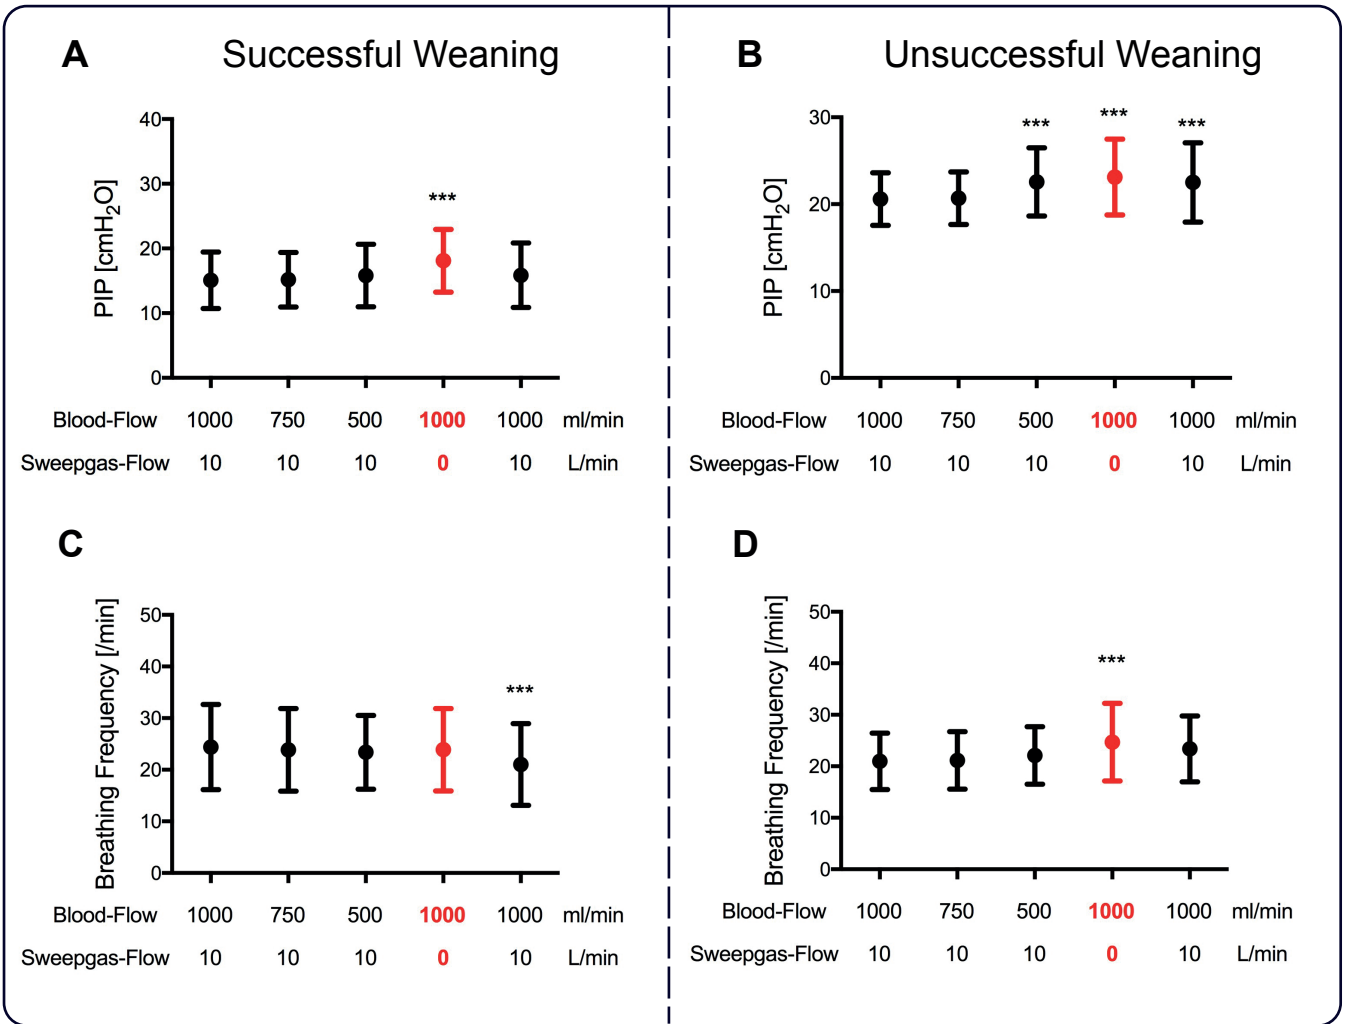 A Successful Weaning
PIP [cmH2O]
40
30
20
10
0
***
Blood-Flow 1000 750 500 1000 1000 ml/min
Sweepgas-Flow 10 10 10 0 10 L/min
B Unsuccessful Weaning
PIP [cmH2O]
30
20
10
0
*** *** ***
Blood-Flow 1000 750 500 1000 1000 ml/min
Sweepgas-Flow 10 10 10 0 10 L/min
C
Breathing Frequency [/min]
50
40
30
20
10
0
***
Blood-Flow 1000 750 500 1000 1000 ml/min
Sweepgas-Flow 10 10 10 0 10 L/min
D
Breathing Frequency [/min]
50
40
30
20
10
0
***
Blood-Flow 1000 750 500 1000 1000 ml/min
Sweepgas-Flow 10 10 10 0 10 L/min